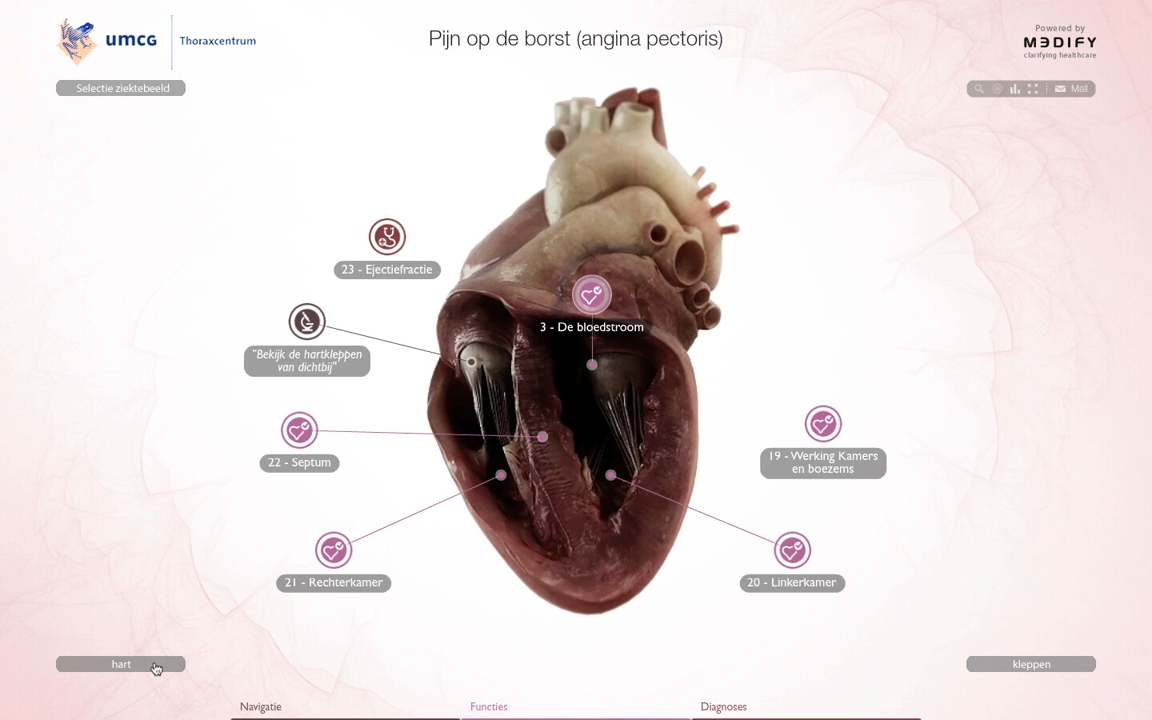 umcg
Thoraxcentrum
Pijn op de borst (angina pectoris)
Powered by
MEDIFY
clarifying healthcare
Selectie ziektebeeld
Mail
23 - Ejectiefractie
3 - De bloedstroom
"Bekijk de hartkleppen
van dichtbij"
22 - Septum
19 - Werking Kamers
en boezems
21 - Rechterkamer
20 - Linkerkamer
hart
kleppen
Navigatie
Functies
Diagnoses